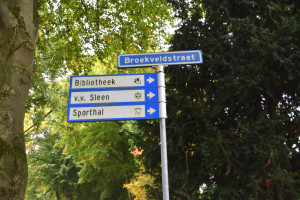 Broekveldstraat
Bibliotheek
v.v. Sleen
Sporthal